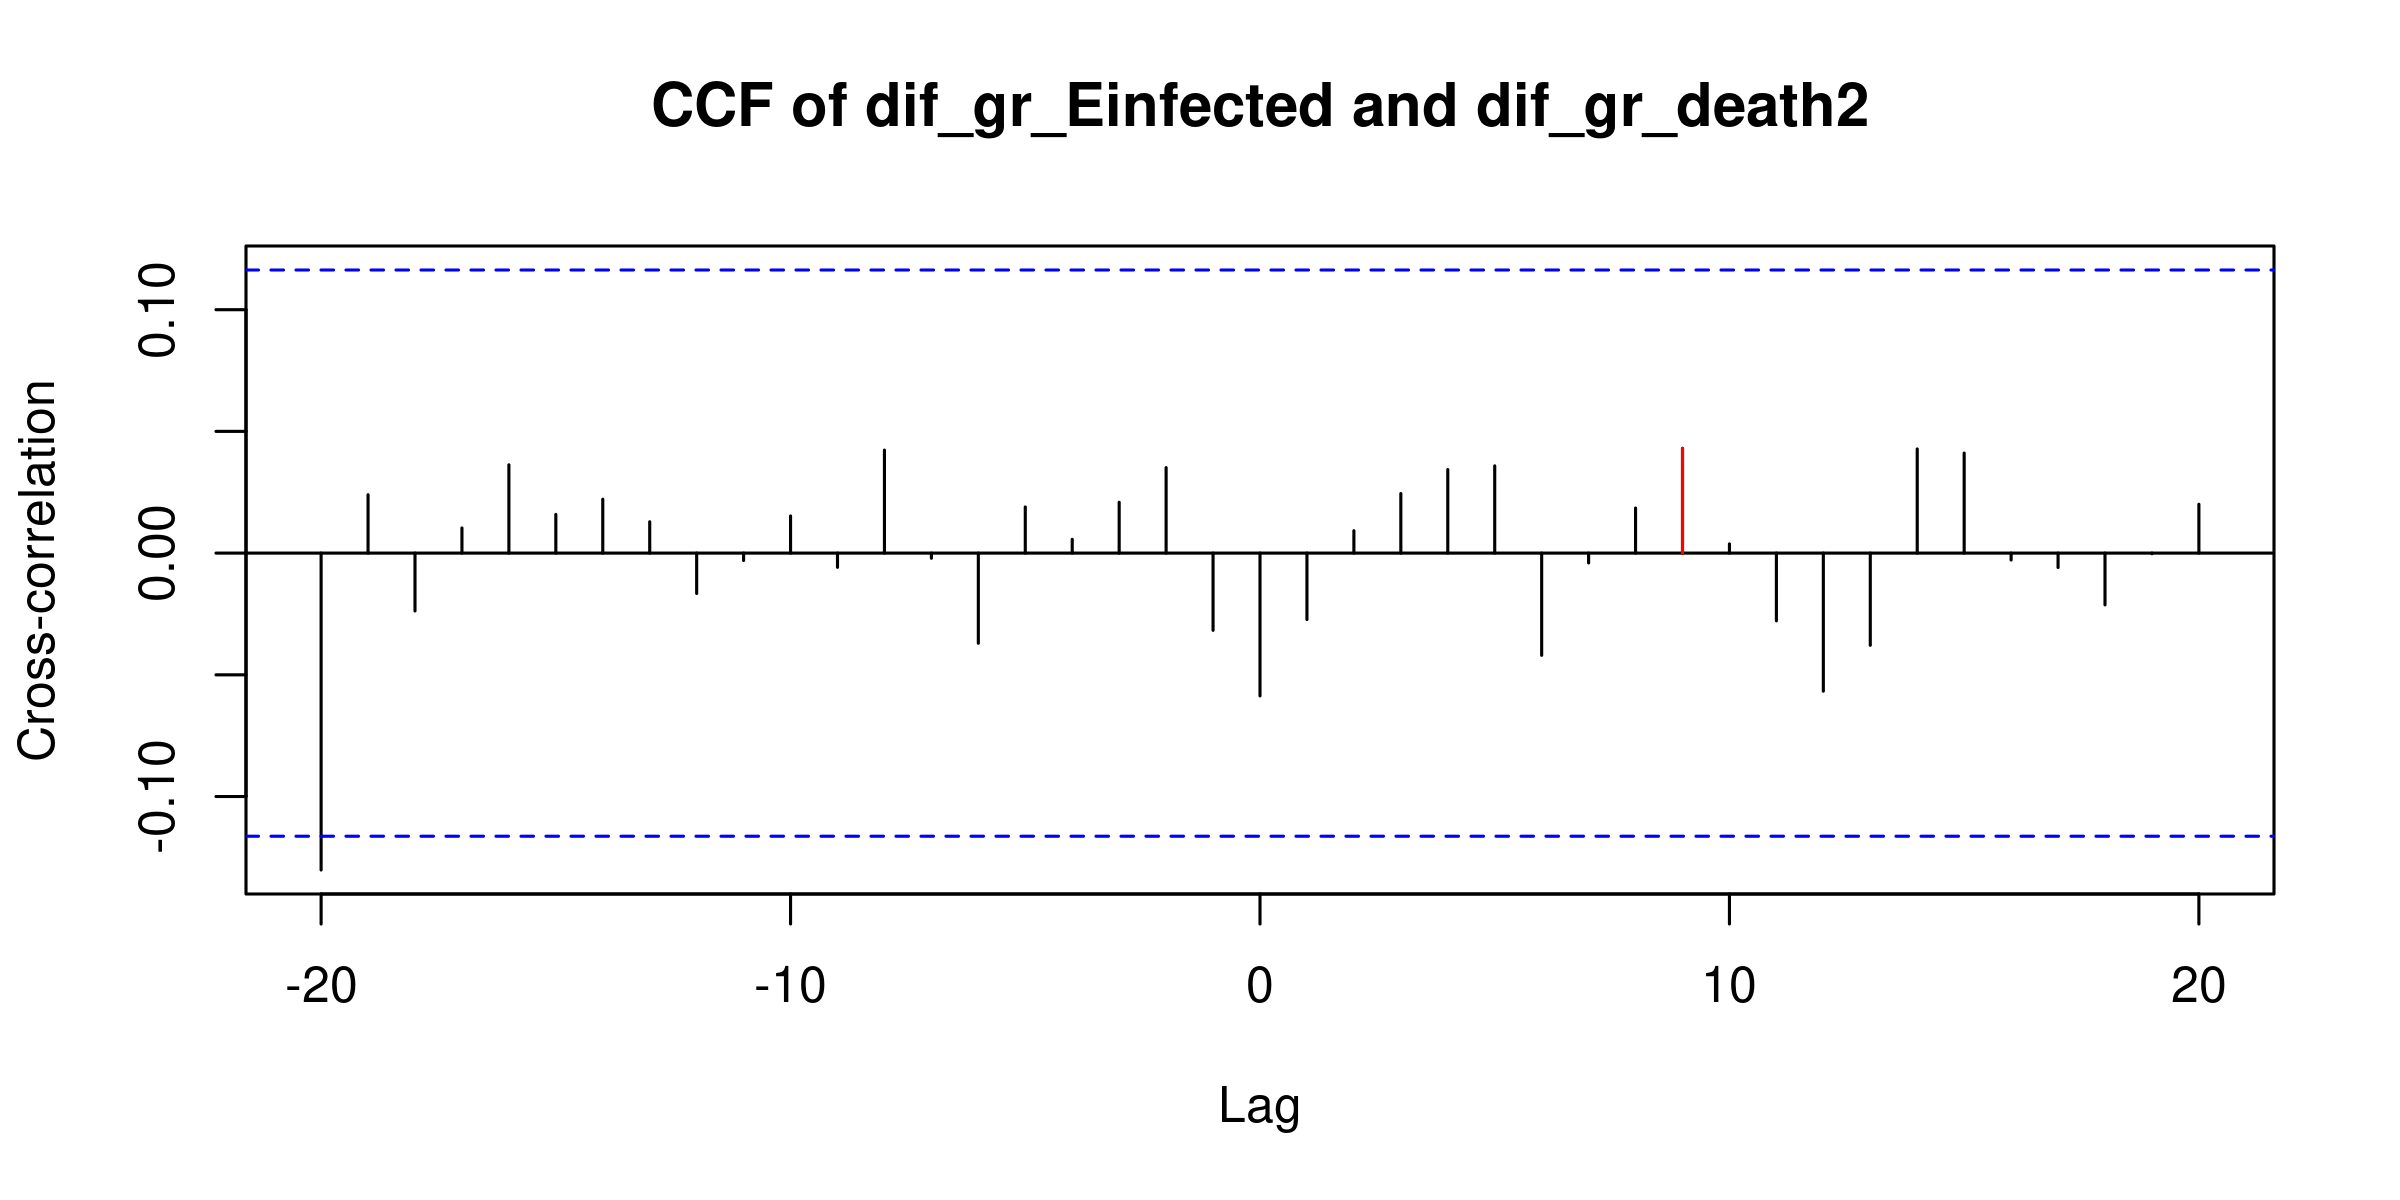 CCF of dif_gr_Einfected and dif_gr_death2
Cross-correlation
0.10
0.00
-0.10
-20 -10 0 10 20
Lag